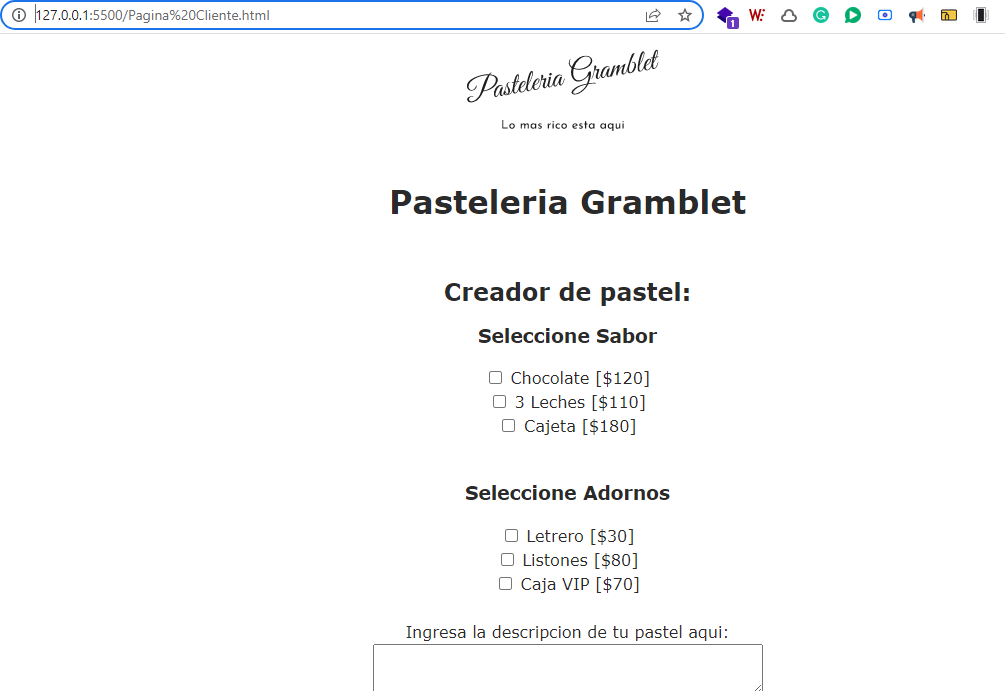 127.0.0.1:5500/Pagina%20Cliente.html
1
W:
G
Pasteleria Gramblet
Lo mas rico esta aqui
Pasteleria Gramblet
Creador de pastel:
Seleccione Sabor
Chocolate [$120]
3 Leches [$110]
Cajeta [$180]
Seleccione Adornos
Letrero [$30]
Listones [$80]
Caja VIP [$70]
Ingresa la descripcion de tu pastel aqui: